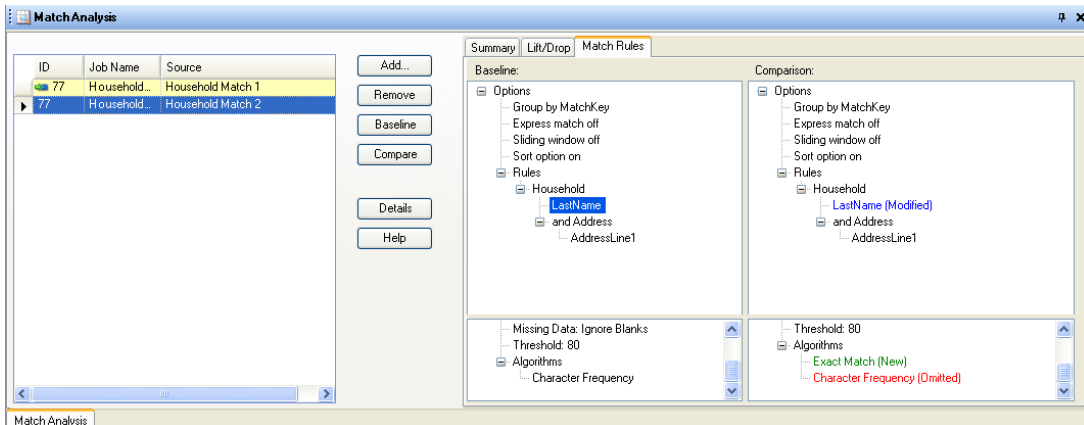 Match Analysis
ID Job Name Source
77 Household... Household Match 1
77 Household... Household Match 2
Add...
Remove
Baseline
Compare
Details
Help
Summary Lift/Drop Match Rules
Baseline:
Options
Group by MatchKey
Express match off
Sliding window off
Sort option on
Rules
Household
LastName
and Address
AddressLine1
Missing Data: Ignore Blanks
Threshold: 80
Algorithms
Character Frequency
Comparison:
Options
Group by MatchKey
Express match off
Sliding window off
Sort option on
Rules
Household
LastName (Modified)
and Address
AddressLine1
Threshold: 80
Algorithms
Exact Match (New)
Character Frequency (Omitted)
Match Analysis